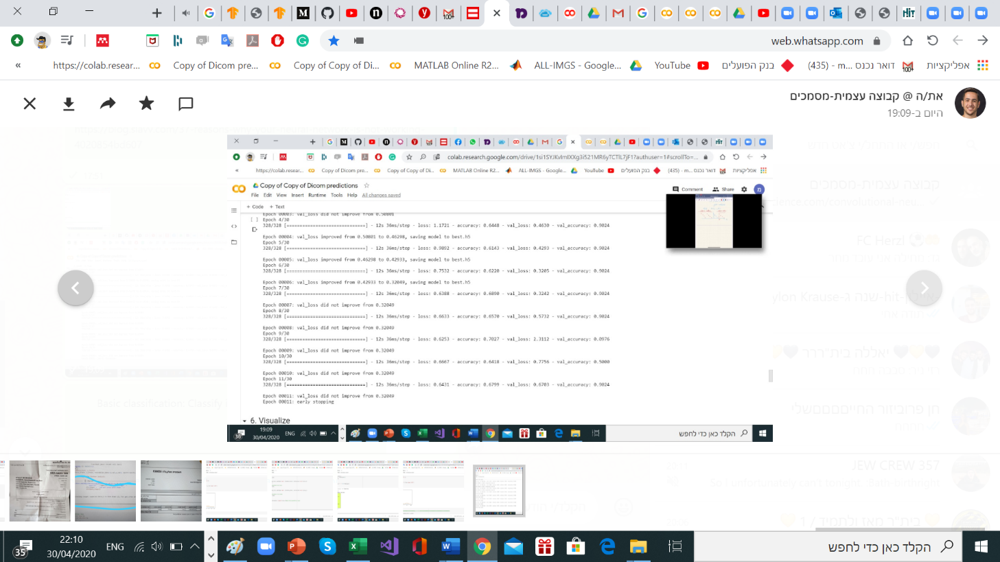 web.whatsapp.com
« https://colab.resear... Copy of Dicom pre... Copy of Copy of Di... MATLAB Online R2... ALL-IMGS - Google... YouTube בנק הפועלים דואר נכנס (435) - m... אפליקציות
את/ה @ קבוצה עצמית-מסמכים
היום ב-19:09
colab.research.google.com/drive/1si1SYJKvImIXXg3i521MR6yTCTIL7jF1?authuser=1#scrollTo=...
« https://colab.resear... Copy of Dicom pre... Copy of Copy of Di... MATLAB Online R2... ALL-IMGS - Google... YouTube בנק הפועלים דואר נכנס (435) - m... אפליקציות
Copy of Copy of Dicom predictions
File Edit View Insert Runtime Tools Help All changes saved
Comment Share
+ Code + Text
Epoch 00003: val_loss did not improve from 0.50801
Epoch 4/30
328/328 [==============================] - 12s 36ms/step - loss: 1.1721 - accuracy: 0.6448 - val_loss: 0.4630 - val_accuracy: 0.9024
Epoch 00004: val_loss improved from 0.50801 to 0.46298, saving model to best.h5
Epoch 5/30
328/328 [==============================] - 12s 36ms/step - loss: 0.9892 - accuracy: 0.6143 - val_loss: 0.4293 - val_accuracy: 0.9024
Epoch 00005: val_loss improved from 0.46298 to 0.42933, saving model to best.h5
Epoch 6/30
328/328 [==============================] - 12s 36ms/step - loss: 0.7532 - accuracy: 0.6220 - val_loss: 0.3205 - val_accuracy: 0.9024
Epoch 00006: val_loss improved from 0.42933 to 0.32049, saving model to best.h5
Epoch 7/30
328/328 [==============================] - 12s 36ms/step - loss: 0.6388 - accuracy: 0.6890 - val_loss: 0.3242 - val_accuracy: 0.9024
Epoch 00007: val_loss did not improve from 0.32049
Epoch 8/30
328/328 [==============================] - 12s 36ms/step - loss: 0.6633 - accuracy: 0.6570 - val_loss: 0.5732 - val_accuracy: 0.9024
Epoch 00008: val_loss did not improve from 0.32049
Epoch 9/30
328/328 [==============================] - 12s 36ms/step - loss: 0.6253 - accuracy: 0.7027 - val_loss: 2.3112 - val_accuracy: 0.0976
Epoch 00009: val_loss did not improve from 0.32049
Epoch 10/30
328/328 [==============================] - 12s 36ms/step - loss: 0.6667 - accuracy: 0.6418 - val_loss: 0.7756 - val_accuracy: 0.5000
Epoch 00010: val_loss did not improve from 0.32049
Epoch 11/30
328/328 [==============================] - 12s 36ms/step - loss: 0.6431 - accuracy: 0.6799 - val_loss: 0.6703 - val_accuracy: 0.9024
Epoch 00011: val_loss did not improve from 0.32049
Epoch 00011: early stopping
6. Visualize
19:09
30/04/2020
ENG
הקלד כאן כדי לחפש
קבוצה עצמית-מסמכים
FC Herzl
JEW CREW 357
22:10
30/04/2020
ENG
35
הקלד כאן כדי לחפש